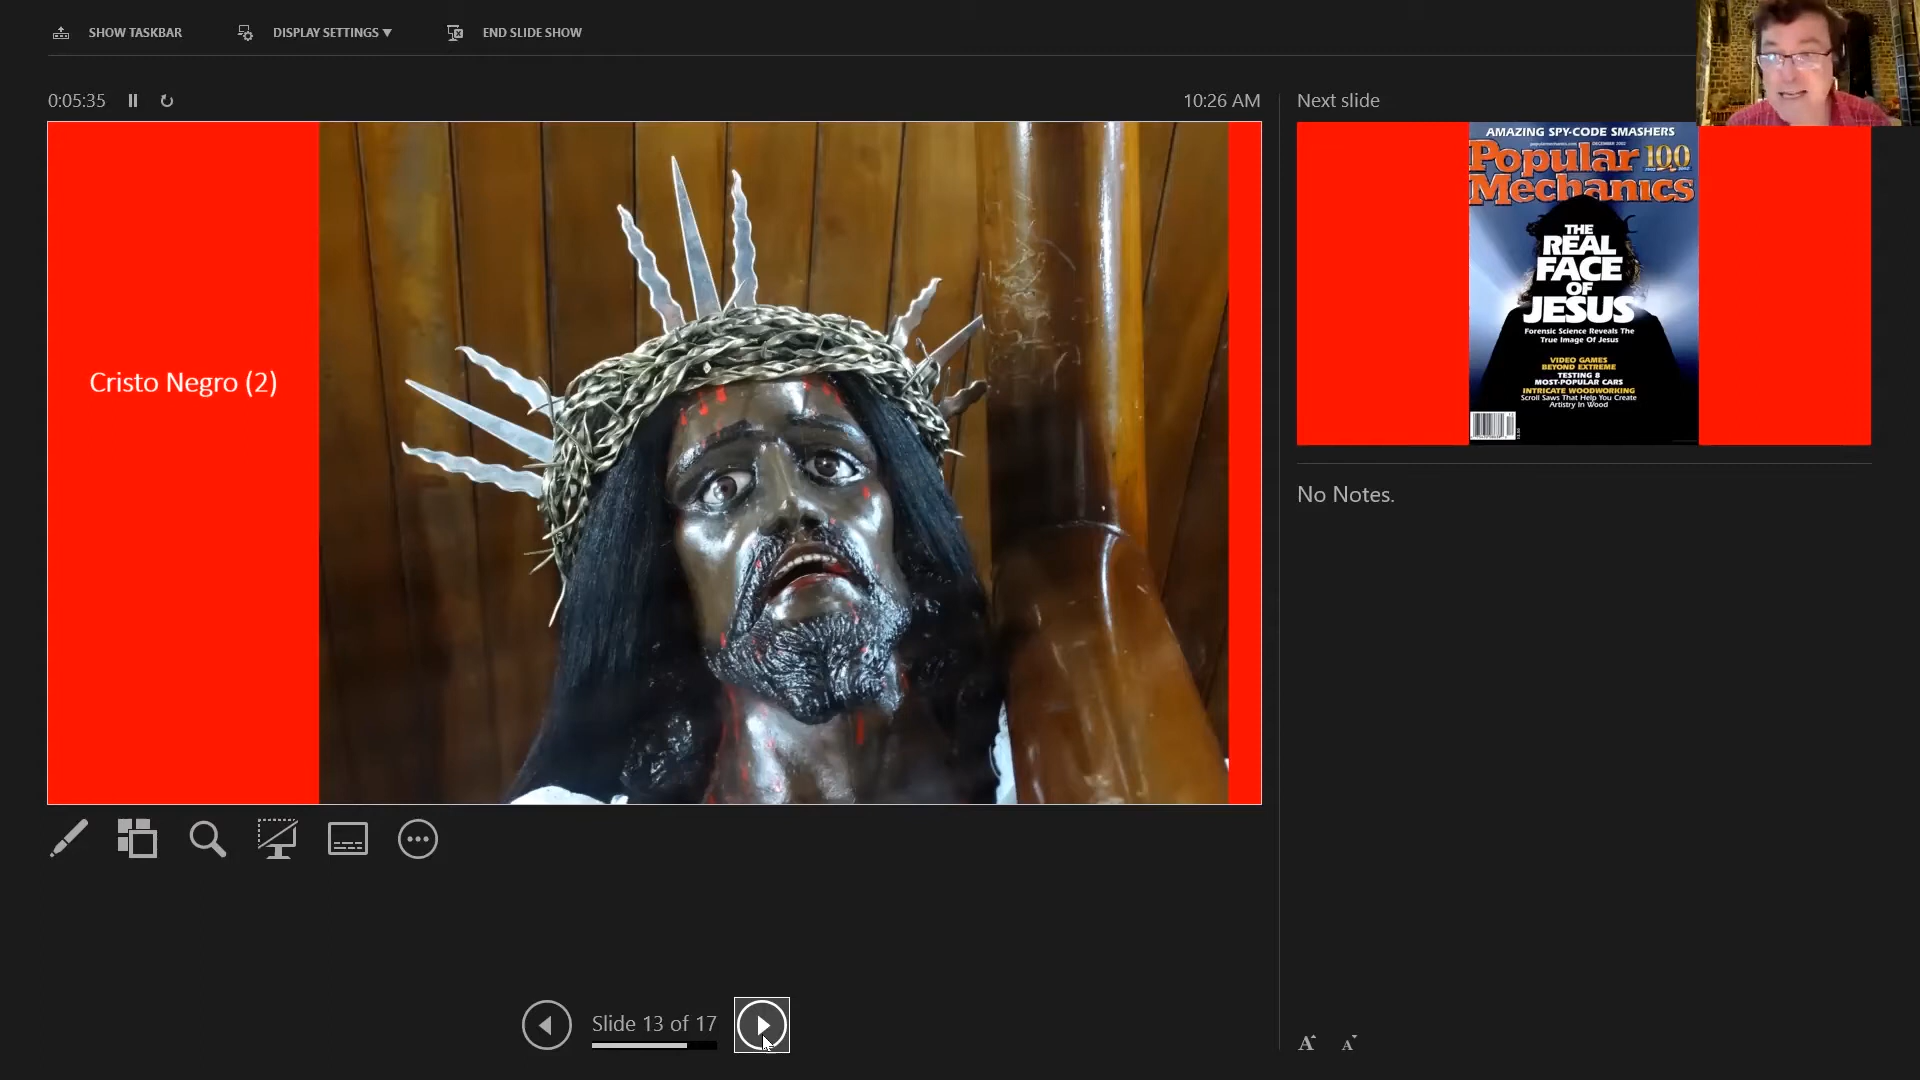 SHOW TASKBAR
DISPLAY SETTINGS ▼
END SLIDE SHOW
0:05:35
10:26 AM
Next slide
Cristo Negro (2)
AMAZING SPY-CODE SMASHERS
DECEMBER 2002
Popular 100
Mechanics
THE
REAL
FACE
OF
JESUS
Forensic Science Reveals The
True Image Of Jesus
VIDEO GAMES
BEYOND EXTREME
TESTING 8
MOST-POPULAR CARS
INTRICATE WOODWORKING
Scroll Saws That Help You Create
Artistry In Wood
No Notes.
Slide 13 of 17
A A